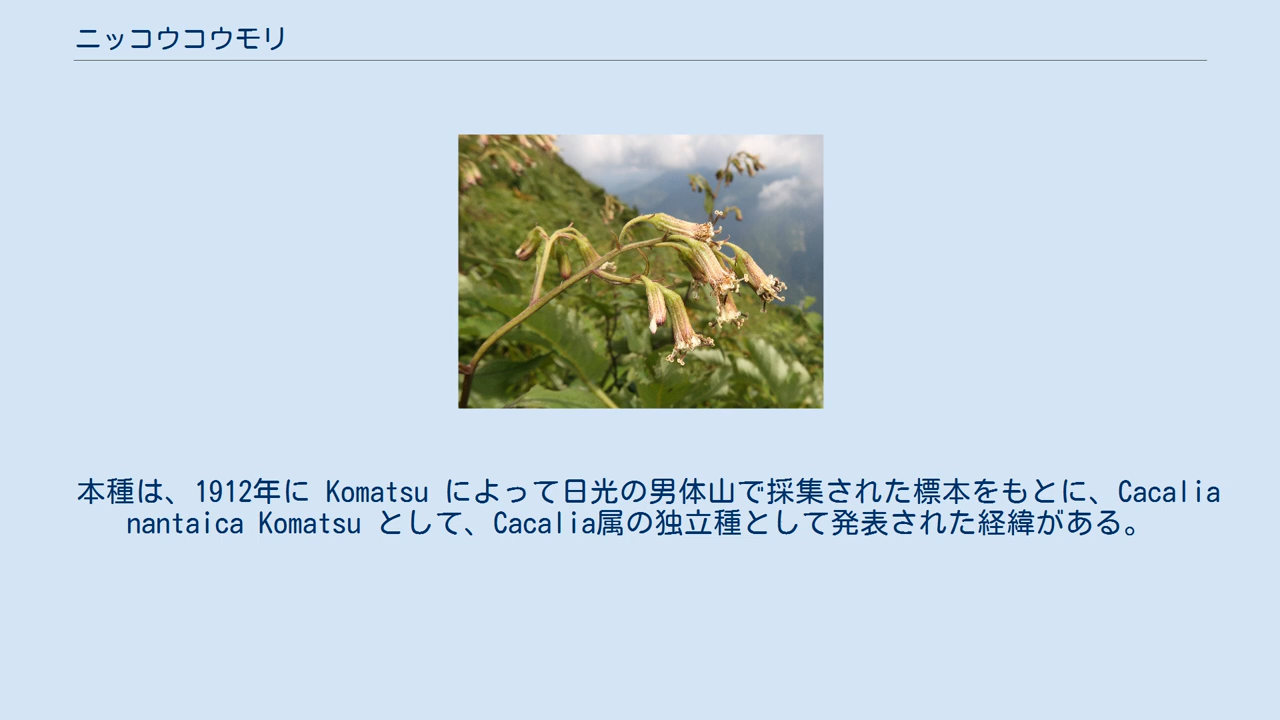 ニッコウコウモリ
本種は、1912年に Komatsu によって日光の男体山で採集された標本をもとに、Cacalia
nantaica Komatsu として、Cacalia属の独立種として発表された経緯がある。